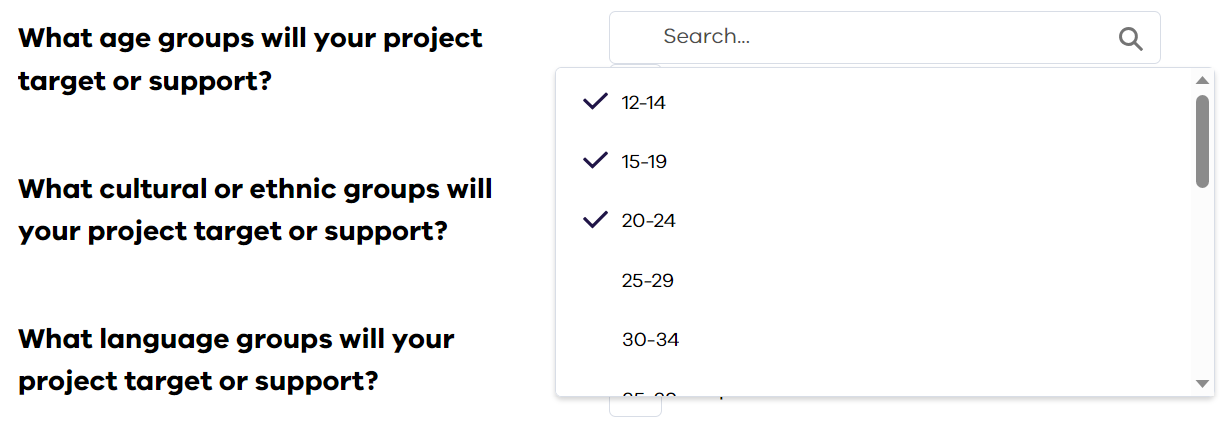 What age groups will your project
target or support?
Search...
12-14
15-19
20-24
25-29
30-34
What cultural or ethnic groups will
your project target or support?
What language groups will your
project target or support?